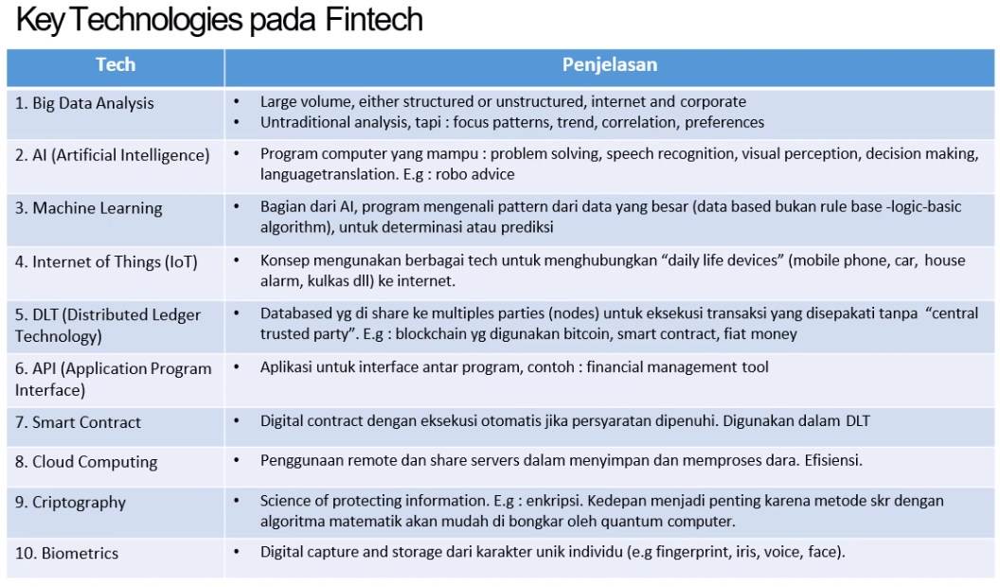 Key Technologies pada Fintech
Tech
Penjelasan
1. Big Data Analysis
• Large volume, either structured or unstructured, internet and corporate
• Untraditional analysis, tapi : focus patterns, trend, correlation, preferences
2. AI (Artificial Intelligence)
• Program computer yang mampu : problem solving, speech recognition, visual perception, decision making,
languagetranslation. E.g : robo advice
3. Machine Learning
• Bagian dari AI, program mengenali pattern dari data yang besar (data based bukan rule base -logic-basic
algorithm), untuk determinasi atau prediksi
4. Internet of Things (IoT)
• Konsep mengunakan berbagai tech untuk menghubungkan “daily life devices” (mobile phone, car, house
alarm, kulkas dll) ke internet.
5. DLT (Distributed Ledger
Technology)
• Databased yg di share ke multiples parties (nodes) untuk eksekusi transaksi yang disepakati tanpa “central
trusted party”. E.g : blockchain yg digunakan bitcoin, smart contract, fiat money
6. API (Application Program
Interface)
• Aplikasi untuk interface antar program, contoh : financial management tool
7. Smart Contract
• Digital contract dengan eksekusi otomatis jika persyaratan dipenuhi. Digunakan dalam DLT
8. Cloud Computing
• Penggunaan remote dan share servers dalam menyimpan dan memproses dara. Efisiensi.
9. Criptography
• Science of protecting information. E.g : enkripsi. Kedepan menjadi penting karena metode skr dengan
algoritma matematik akan mudah di bongkar oleh quantum computer.
10. Biometrics
• Digital capture and storage dari karakter unik individu (e.g fingerprint, iris, voice, face).